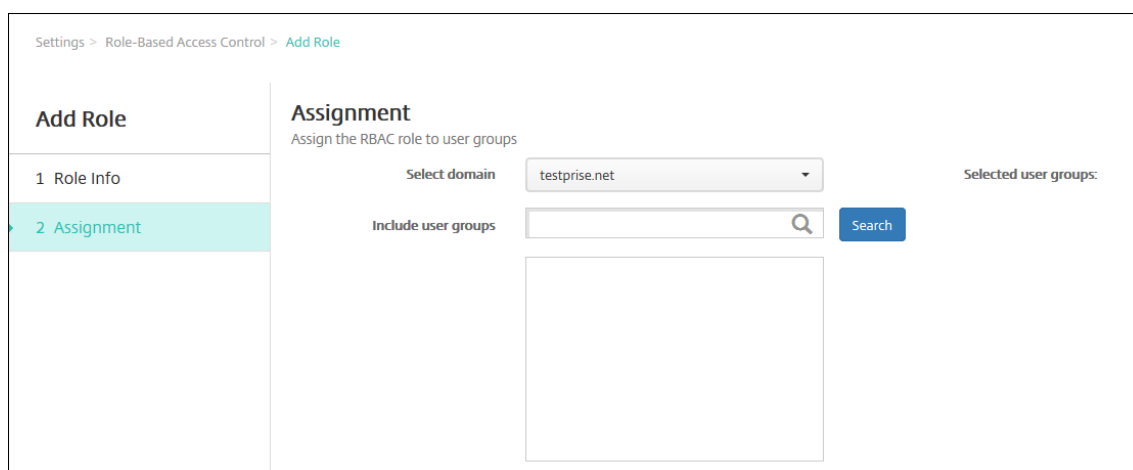 Settings > Role-Based Access Control > Add Role
Add Role
1 Role Info
2 Assignment
Assignment
Assign the RBAC role to user groups
Select domain
testprise.net
Selected user groups:
Include user groups
Search